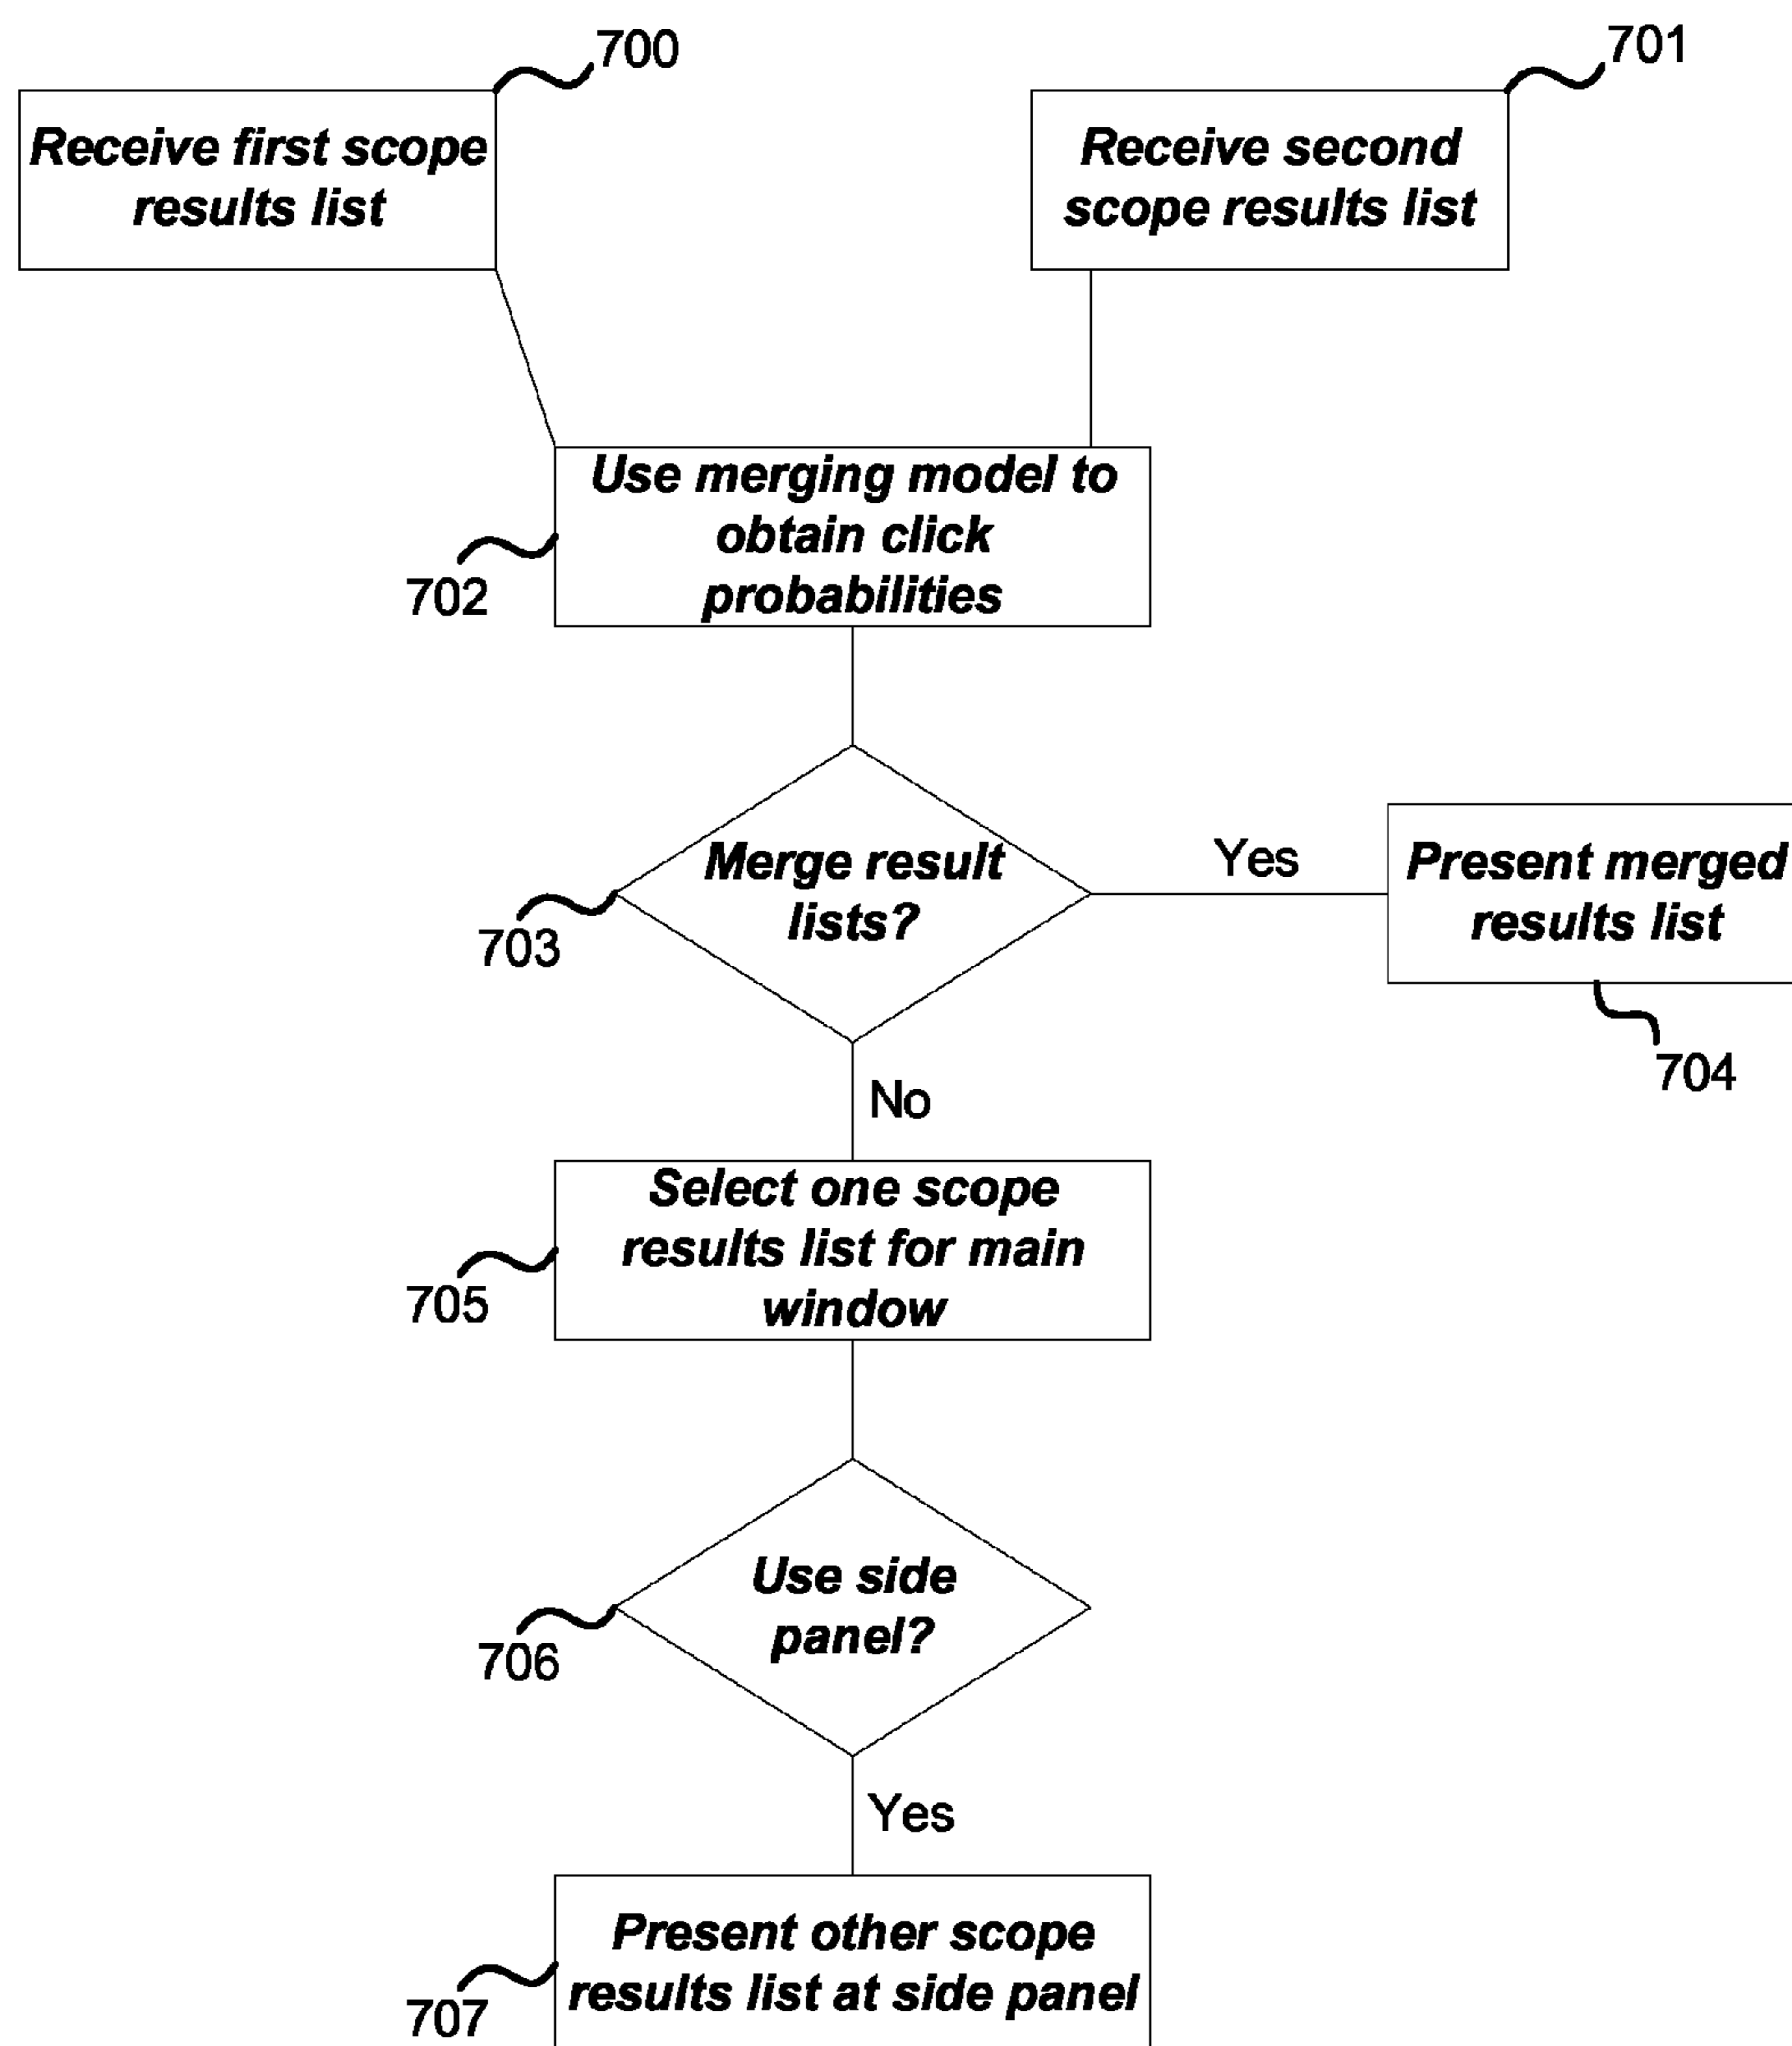 700
701
Receive first scope
results list
Receive second
scope results list
Use merging model to
obtain click
probabilities
702
Merge result
lists?
703
Yes
Present merged
results list
704
No
Select one scope
results list for main
window
705
Use side
panel?
706
Yes
Present other scope
results list at side panel
707